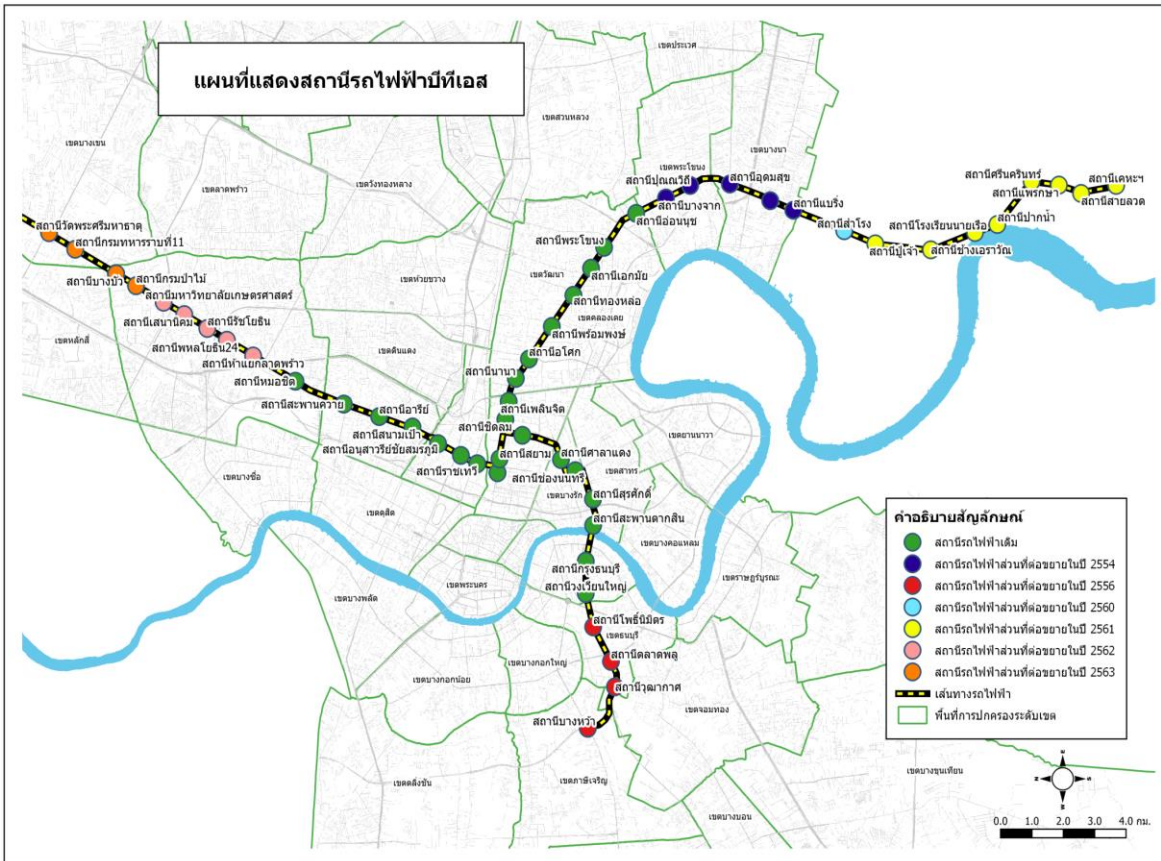 แผนที่แสดงสถานีรถไฟฟ้าบีทีเอส
เขตประเวศ
เขตสวนหลวง
เขตบางเขน
เขตลาดพร้าว
เขตวังทองหลาง
เขตพระโขนง
เขตบางนา
สถานีปุณณวิถี
สถานีอุดมสุข
สถานีบางจาก
สถานีแบริ่ง
สถานีอ่อนนุช
สถานีสำโรง
สถานีศรีนครินทร์
สถานีเคหะฯ
สถานีแพรกษา
สถานีสายลวด
สถานีปากน้ำ
สถานีโรงเรียนนายเรือ
สถานีปู่เจ้า
สถานีช้างเอราวัณ
สถานีวัดพระศรีมหาธาตุ
สถานีกรมทหารราบที่11
สถานีบางบัว
สถานีกรมป่าไม้
สถานีมหาวิทยาลัยเกษตรศาสตร์
สถานีเสนานิคม
สถานีรัชโยธิน
สถานีพหลโยธิน24
สถานีห้าแยกลาดพร้าว
สถานีหมอชิต
สถานีสะพานควาย
สถานีอารีย์
สถานีสนามเป้า
สถานีอนุสาวรีย์ชัยสมรภูมิ
สถานีราชเทวี
สถานีพระโขนง
สถานีเอกมัย
สถานีทองหล่อ
สถานีพร้อมพงษ์
สถานีอโศก
สถานีนานา
สถานีเพลินจิต
สถานีชิดลม
สถานีสยาม
สถานีศาลาแดง
สถานีช่องนนทรี
สถานีสุรศักดิ์
สถานีสะพานตากสิน
สถานีกรุงธนบุรี
สถานีวงเวียนใหญ่
สถานีโพธิ์นิมิตร
สถานีตลาดพลู
สถานีวุฒากาศ
สถานีบางหว้า
เขตวัฒนา
เขตคลองเตย
เขตห้วยขวาง
เขตดินแดง
เขตหลักสี่
เขตบางซื่อ
เขตดุสิต
เขตบางรัก
เขตสาทร
เขตยานนาวา
เขตบางคอแหลม
เขตราษฎร์บูรณะ
เขตพระนคร
เขตบางพลัด
เขตธนบุรี
เขตบางกอกใหญ่
เขตบางกอกน้อย
เขตจอมทอง
เขตตลิ่งชัน
เขตภาษีเจริญ
เขตบางบอน
เขตบางขุนเทียน
คำอธิบายสัญลักษณ์
สถานีรถไฟฟ้าเดิม
สถานีรถไฟฟ้าส่วนที่ต่อขยายในปี 2554
สถานีรถไฟฟ้าส่วนที่ต่อขยายในปี 2556
สถานีรถไฟฟ้าส่วนที่ต่อขยายในปี 2560
สถานีรถไฟฟ้าส่วนที่ต่อขยายในปี 2561
สถานีรถไฟฟ้าส่วนที่ต่อขยายในปี 2562
สถานีรถไฟฟ้าส่วนที่ต่อขยายในปี 2563
เส้นทางรถไฟฟ้า
พื้นที่การปกครองระดับเขต
0.0 1.0 2.0 3.0 4.0 กม.